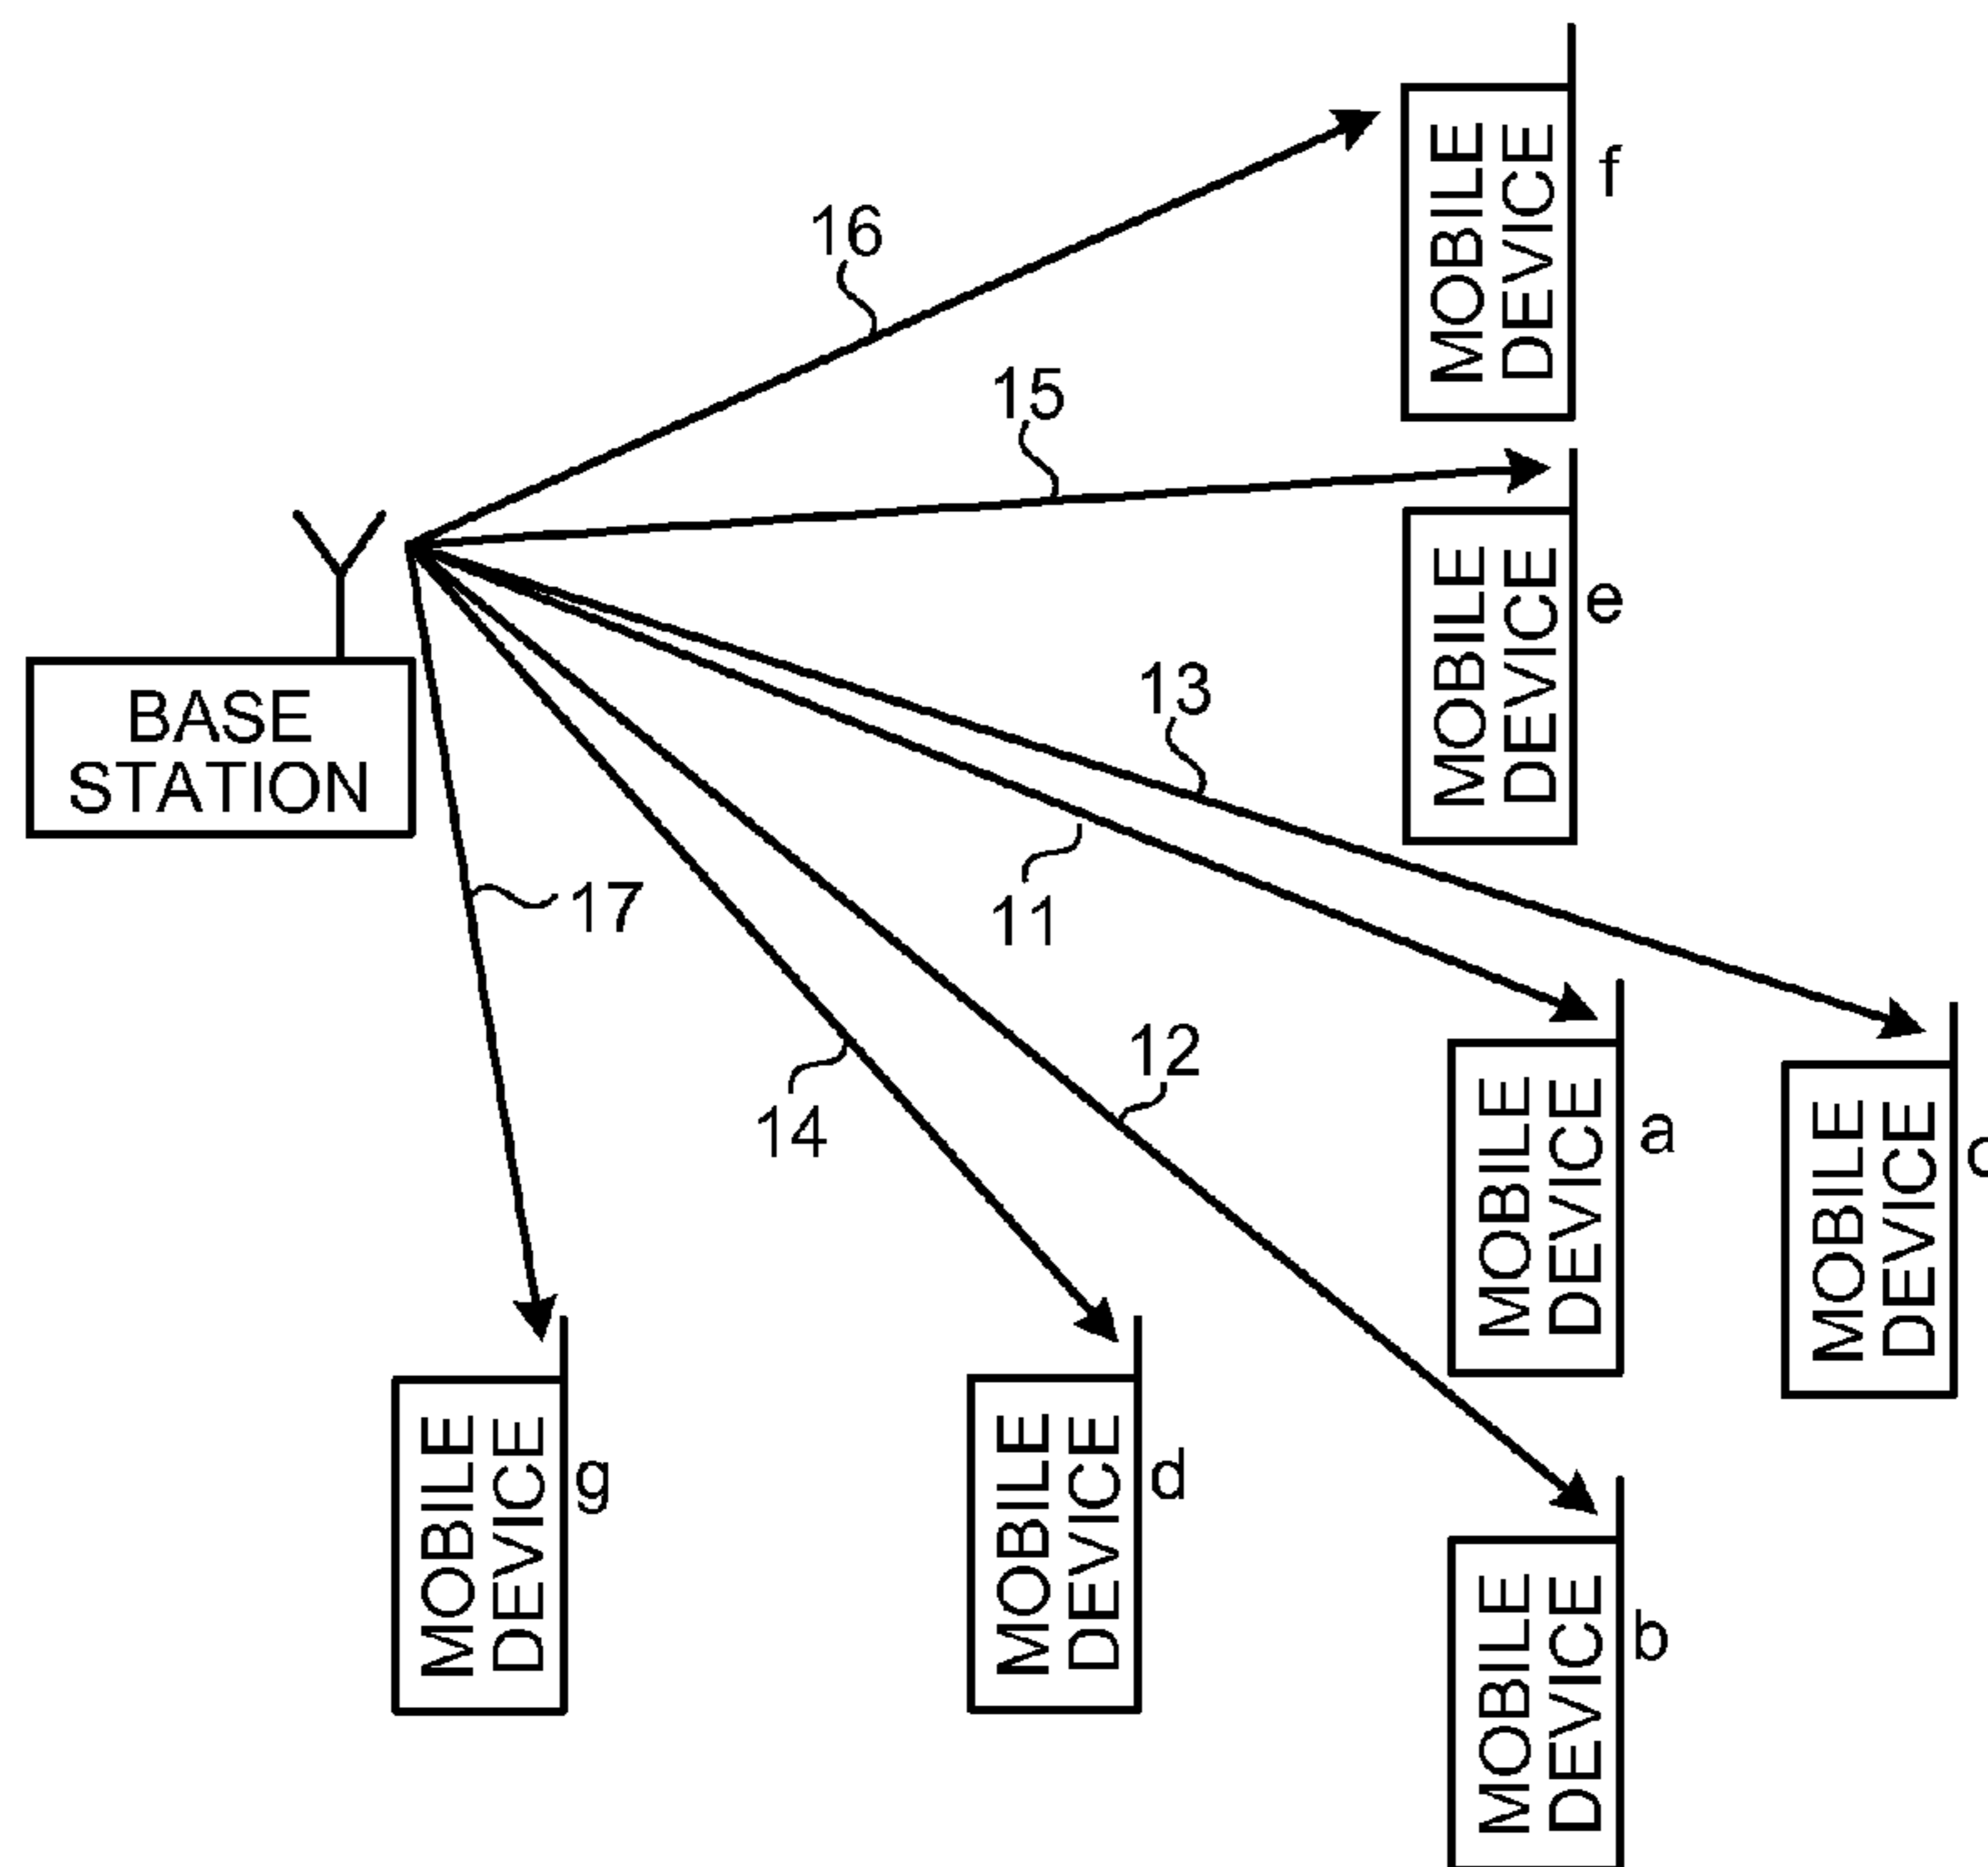 MOBILE
DEVICE
f
16
15
MOBILE
DEVICE
e
BASE
STATION
13
11
17
MOBILE
DEVICE
a
MOBILE
DEVICE
12
14
MOBILE
DEVICE
g
MOBILE
DEVICE
d
MOBILE
DEVICE
b